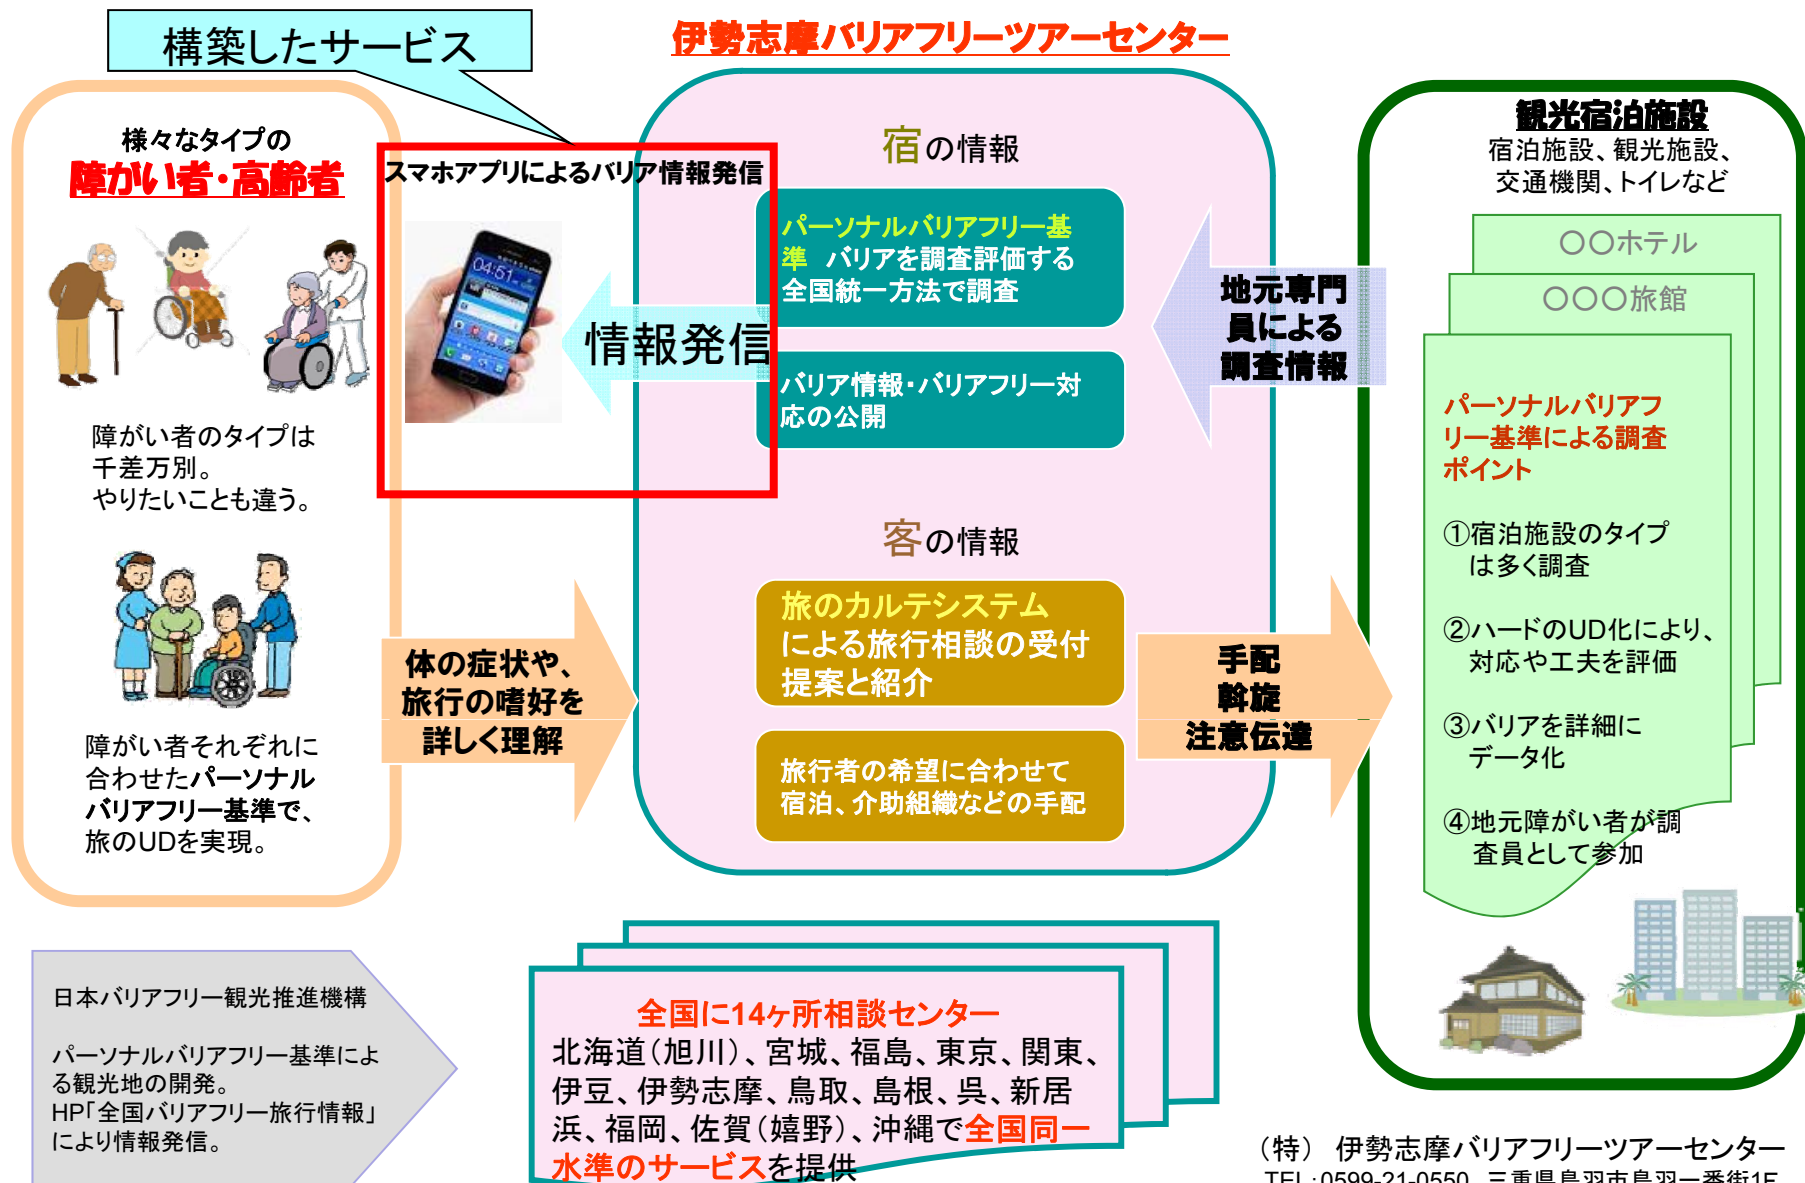 構築したサービス
伊勢志摩バリアフリーツアーセンター
様々なタイプの
障がい者・高齢者
障がい者のタイプは
千差万別。
やりたいことも違う。
障がい者それぞれに
合わせたパーソナル
バリアフリー基準で、
旅のUDを実現。
スマホアプリによるバリア情報発信
04:51
情報発信
宿の情報
パーソナルバリアフリー基
準　バリアを調査評価する
全国統一方法で調査
バリア情報・バリアフリー対
応の公開
客の情報
旅のカルテシステム
による旅行相談の受付
提案と紹介
旅行者の希望に合わせて
宿泊、介助組織などの手配
体の症状や、
旅行の嗜好を
詳しく理解
地元専門
員による
調査情報
手配
斡旋
注意伝達
観光宿泊施設
宿泊施設、観光施設、
交通機関、トイレなど
〇〇ホテル
〇〇〇旅館
パーソナルバリアフ
リー基準による調査
ポイント
①宿泊施設のタイプ
は多く調査
②ハードのUD化により、
対応や工夫を評価
③バリアを詳細に
データ化
④地元障がい者が調
査員として参加
日本バリアフリー観光推進機構
パーソナルバリアフリー基準によ
る観光地の開発。
HP「全国バリアフリー旅行情報」
により情報発信。
全国に14ヶ所相談センター
北海道(旭川)、宮城、福島、東京、関東、
伊豆、伊勢志摩、鳥取、島根、呉、新居
浜、福岡、佐賀(嬉野)、沖縄で全国同一
水準のサービスを提供
(特)　伊勢志摩バリアフリーツアーセンター
TEL:0599-21-0550　三重県鳥羽市鳥羽一番街1F